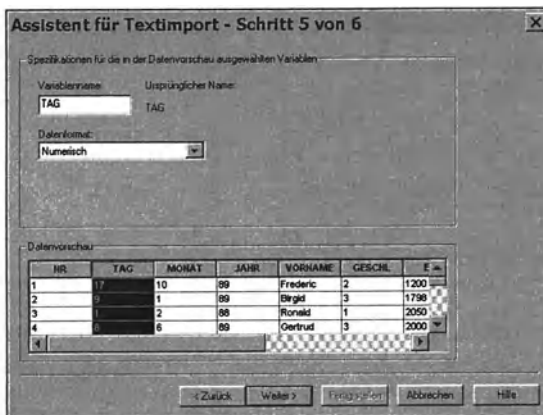 Assistent für Textimport - Schritt 5 von 6
Spezifikationen für die in der Datenvorschau ausgewählten Variablen
Variablenname: Ursprünglicher Name:
TAG TAG
Datenformat:
Numerisch
Datenvorschau
NR TAG MONAT JAHR VORNAME GESCHL E
1 17 10 89 Frederic 2 1200
2 9 1 89 Birgid 3 1798
3 1 2 88 Ronald 1 2050
4 8 6 89 Gertrud 3 2000
< Zurück Weiter > Fertigstellen Abbrechen Hilfe